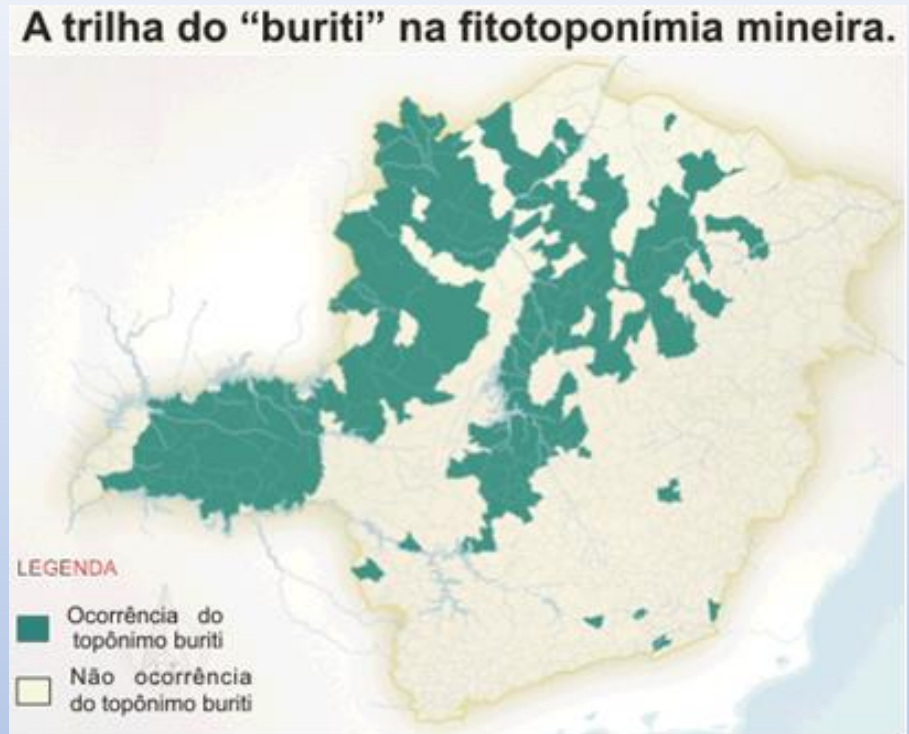 A trilha do “buriti” na fitotoponímia mineira.
LEGENDA
Ocorrência do
topônimo buriti
Não ocorrência
do topônimo buriti